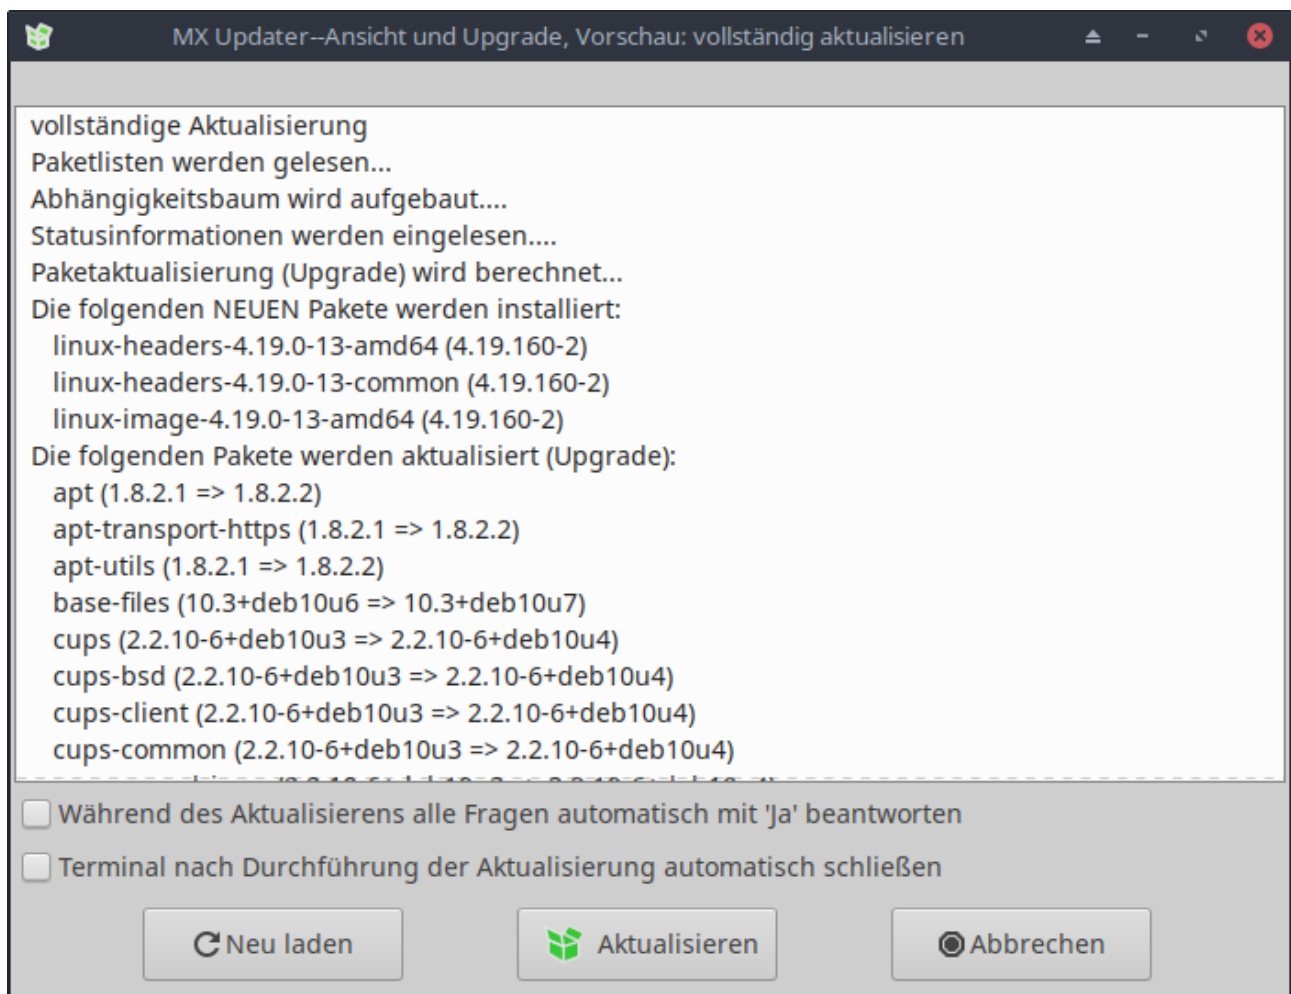 MX Updater--Ansicht und Upgrade, Vorschau: vollständig aktualisieren
vollständige Aktualisierung
Paketlisten werden gelesen...
Abhängigkeitsbaum wird aufgebaut....
Statusinformationen werden eingelesen....
Paketaktualisierung (Upgrade) wird berechnet...
Die folgenden NEUEN Pakete werden installiert:
linux-headers-4.19.0-13-amd64 (4.19.160-2)
linux-headers-4.19.0-13-common (4.19.160-2)
linux-image-4.19.0-13-amd64 (4.19.160-2)
Die folgenden Pakete werden aktualisiert (Upgrade):
apt (1.8.2.1 => 1.8.2.2)
apt-transport-https (1.8.2.1 => 1.8.2.2)
apt-utils (1.8.2.1 => 1.8.2.2)
base-files (10.3+deb10u6 => 10.3+deb10u7)
cups (2.2.10-6+deb10u3 => 2.2.10-6+deb10u4)
cups-bsd (2.2.10-6+deb10u3 => 2.2.10-6+deb10u4)
cups-client (2.2.10-6+deb10u3 => 2.2.10-6+deb10u4)
cups-common (2.2.10-6+deb10u3 => 2.2.10-6+deb10u4)
Während des Aktualisierens alle Fragen automatisch mit 'Ja' beantworten
Terminal nach Durchführung der Aktualisierung automatisch schließen
Neu laden
Aktualisieren
Abbrechen